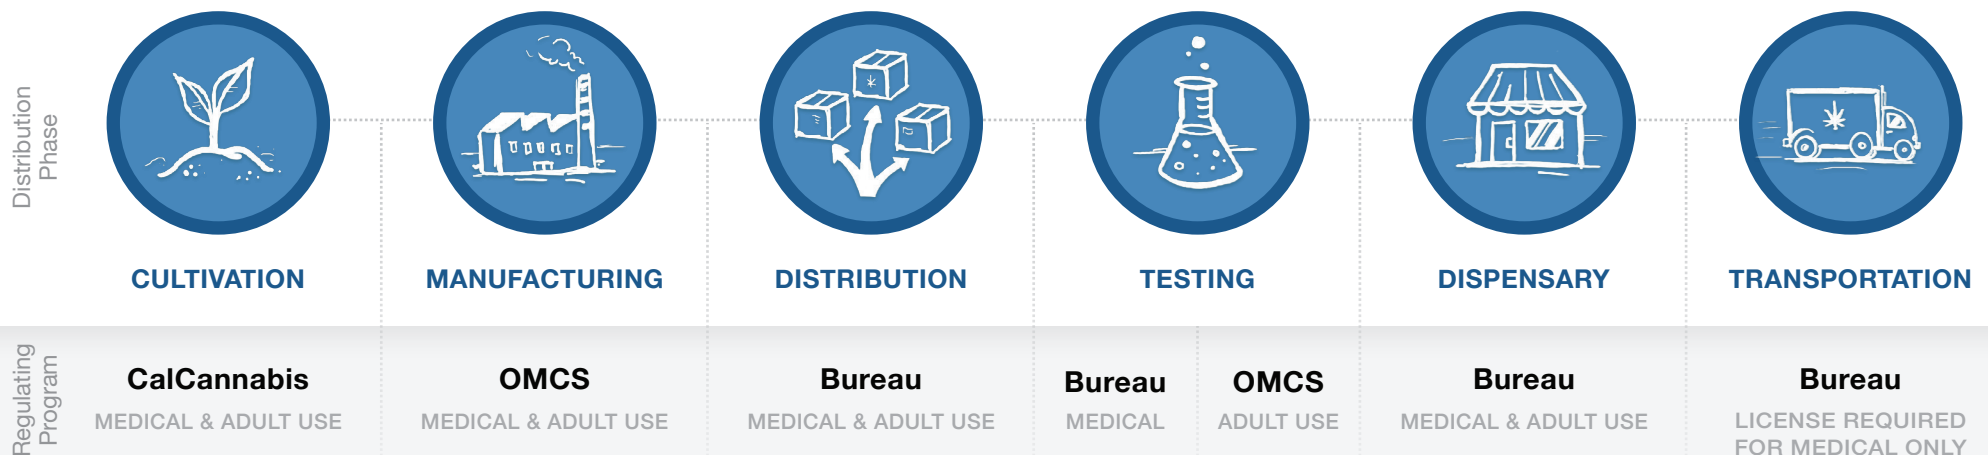 Distribution
Phase
CULTIVATION
MANUFACTURING
DISTRIBUTION
TESTING
DISPENSARY
TRANSPORTATION
Regulating
Program
CalCannabis
MEDICAL & ADULT USE
OMCS
MEDICAL & ADULT USE
Bureau
MEDICAL & ADULT USE
Bureau
MEDICAL
OMCS
ADULT USE
Bureau
MEDICAL & ADULT USE
Bureau
LICENSE REQUIRED
FOR MEDICAL ONLY